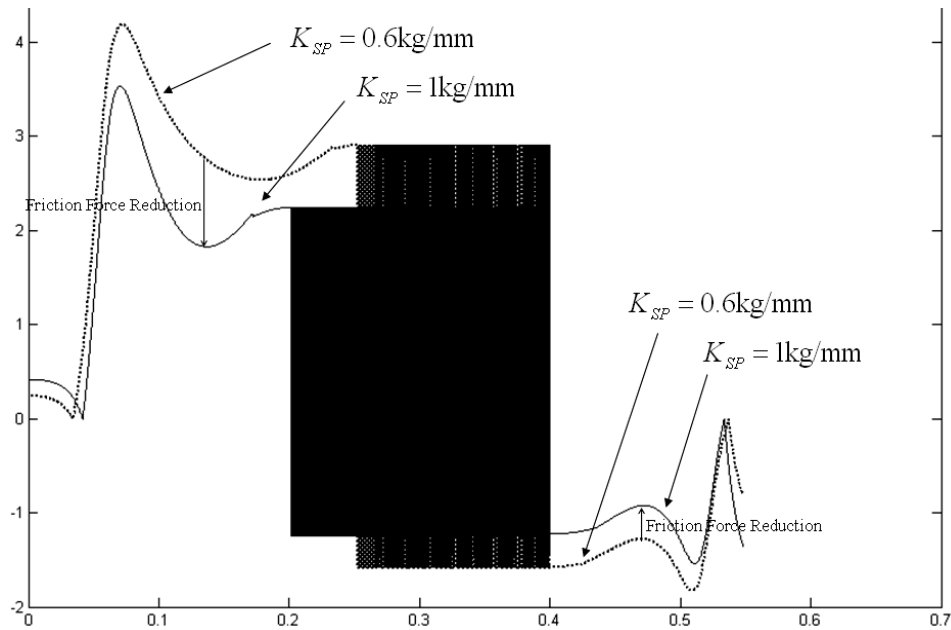 4
K_SP = 0.6kg/mm
K_SP = 1kg/mm
3
Friction Force Reduction
2
1
K_SP = 0.6kg/mm
K_SP = 1kg/mm
0
-1
Friction Force Reduction
-2
0 0.1 0.2 0.3 0.4 0.5 0.6 0.7